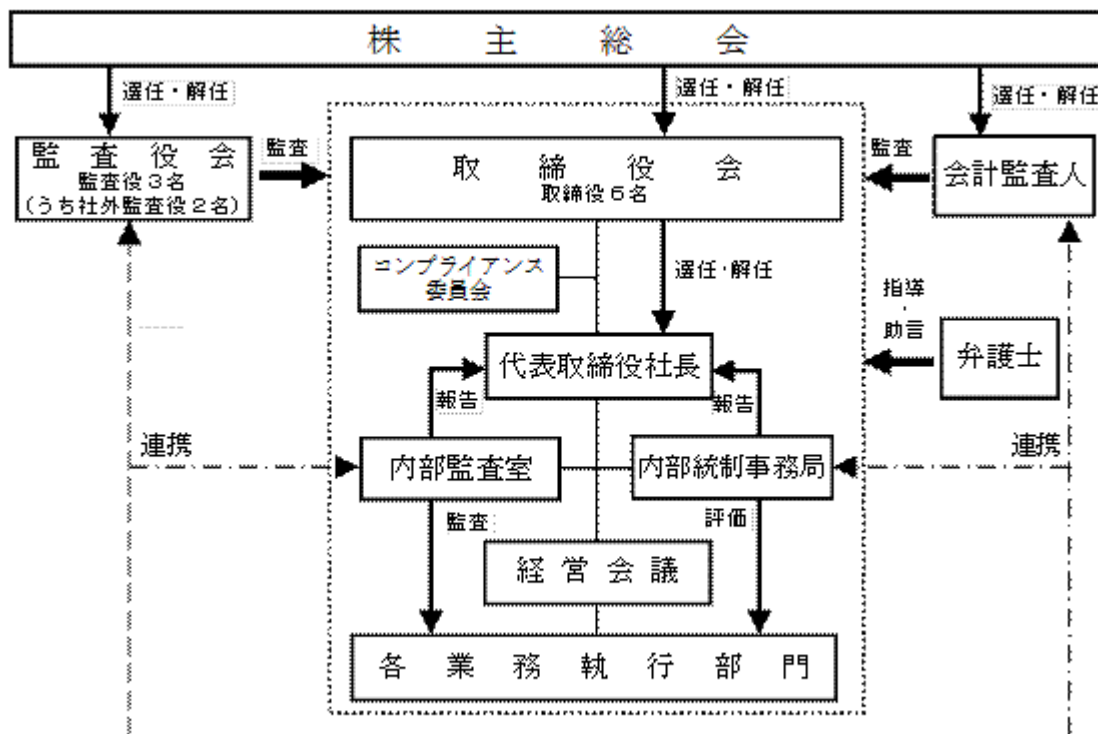 株主総会
選任・解任
選任・解任
選任・解任
監査役会
監査役3名
(うち社外監査役2名)
監査
取締役会
取締役6名
監査
会計監査人
コンプライアンス
委員会
選任・解任
指導
・
助言
弁護士
代表取締役社長
報告
報告
連携
内部監査室
内部統制事務局
連携
監査
評価
経営会議
各業務執行部門